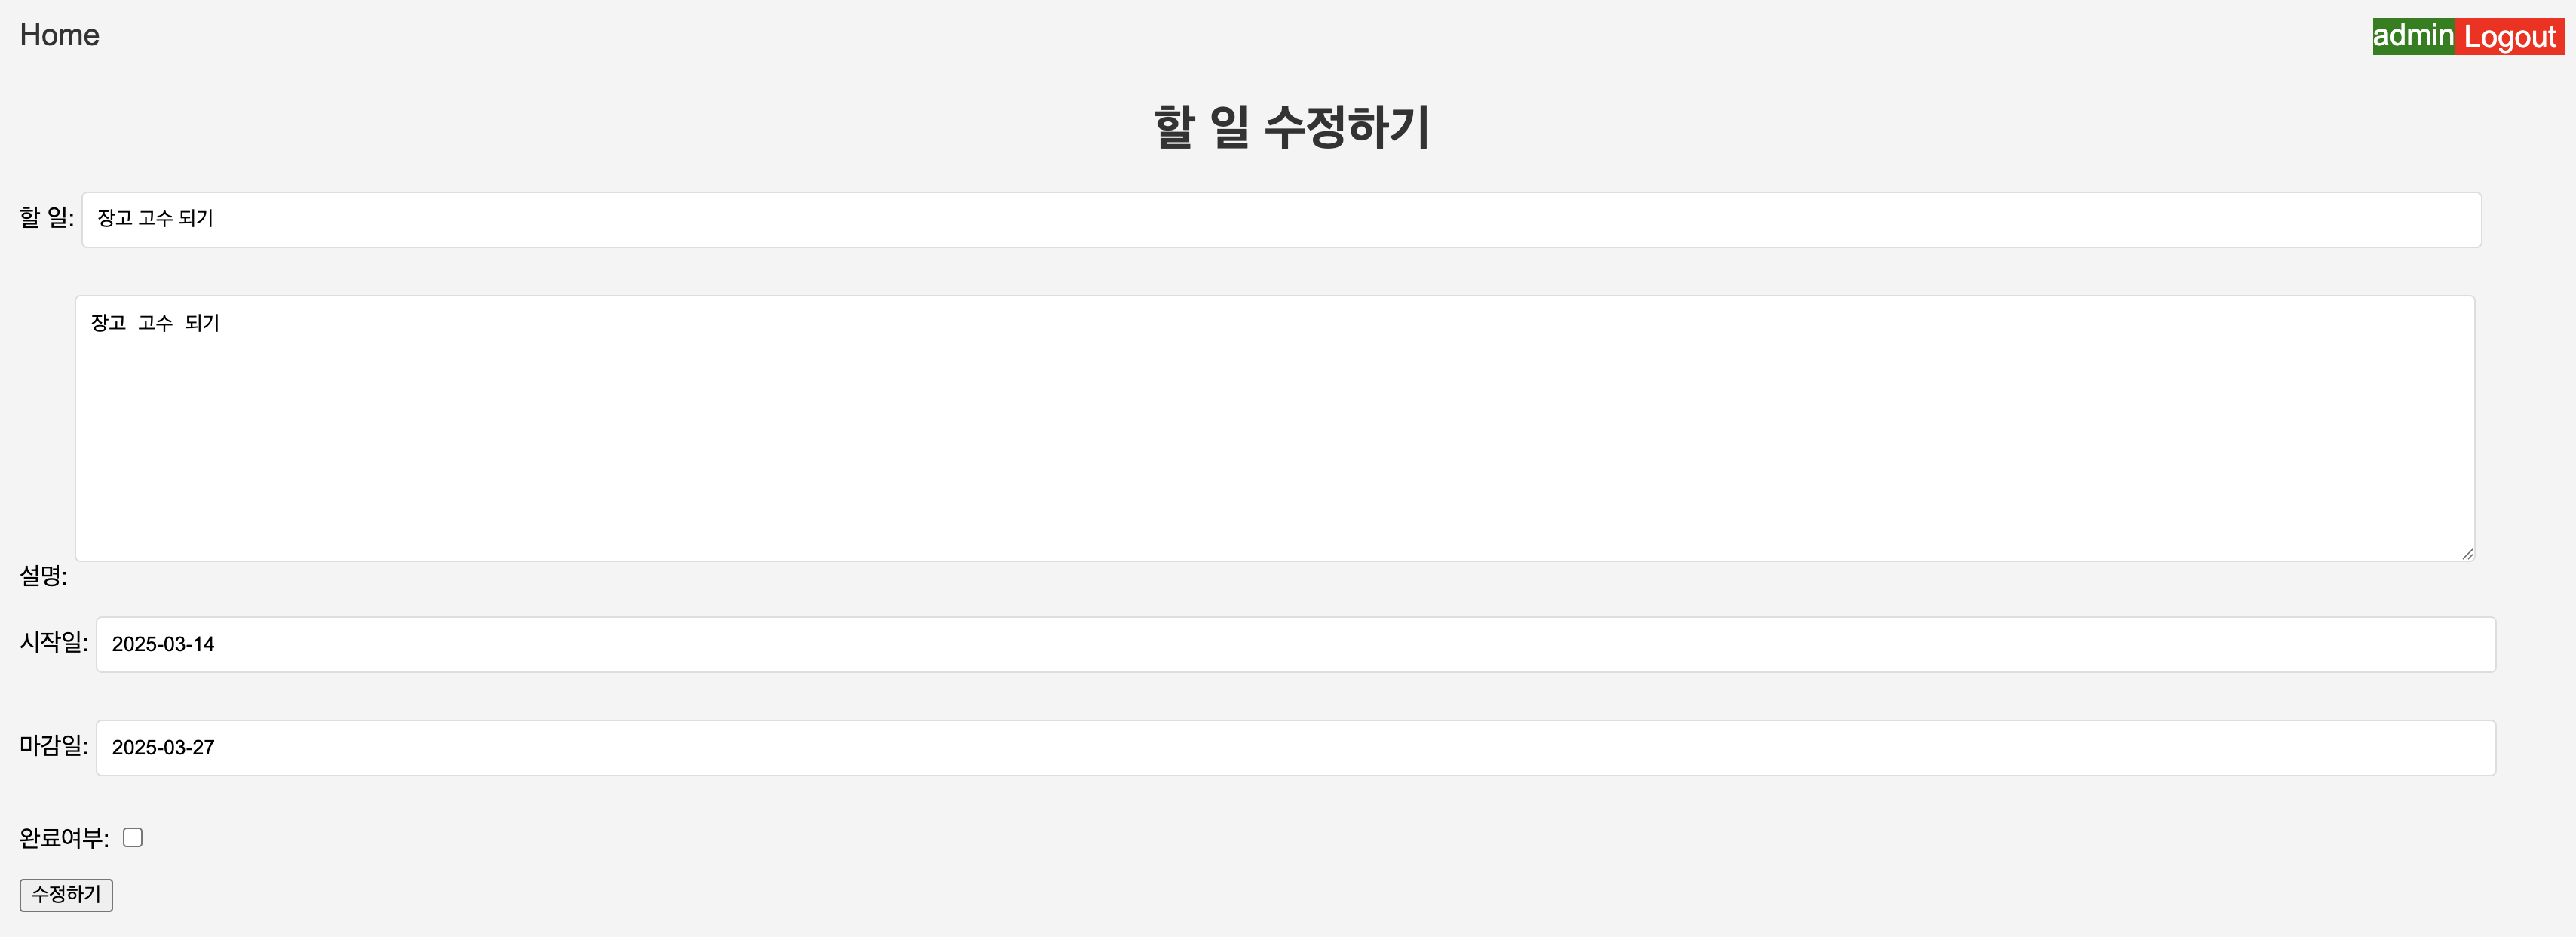 Home
admin Logout
할 일 수정하기
할 일: 장고 고수 되기
장고 고수 되기
설명:
시작일: 2025-03-14
마감일: 2025-03-27
완료여부:
수정하기